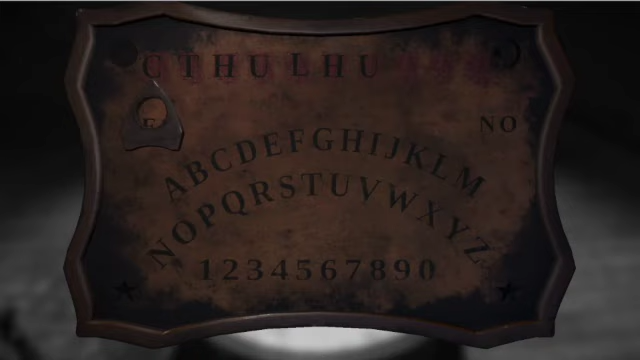 CTHULHU
NO
ABCDEFGHIJKLM
NOPQRSTUVWXYZ
1234567890